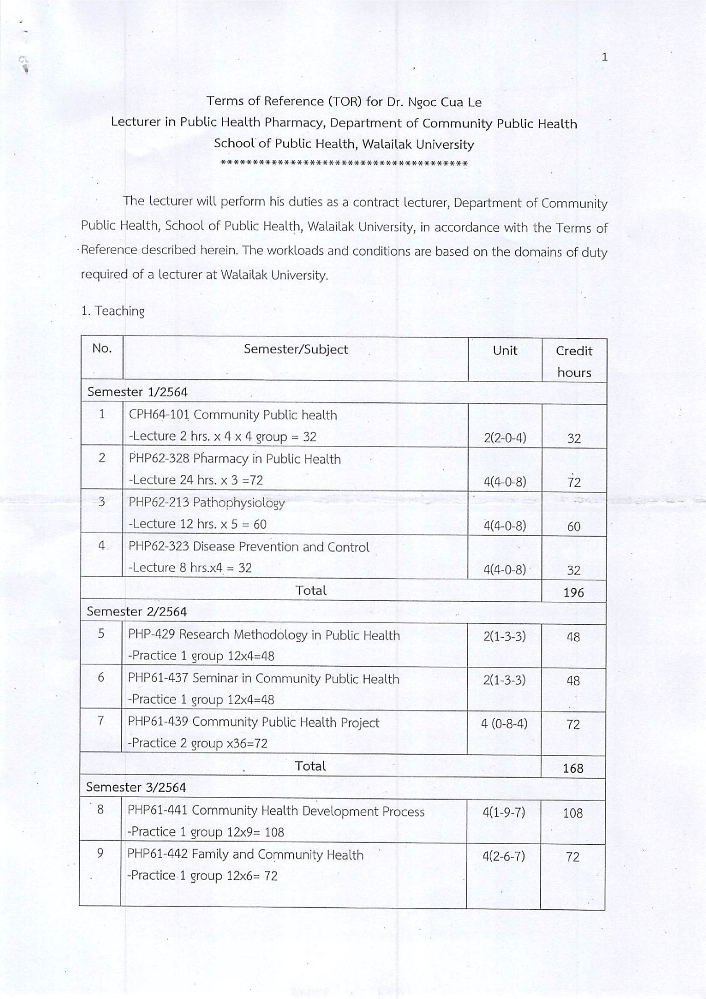 1
Terms of Reference (TOR) for Dr. Ngoc Cua Le
Lecturer in Public Health Pharmacy, Department of Community Public Health
School of Public Health, Walailak University
***************************************
The lecturer will perform his duties as a contract lecturer, Department of Community
Public Health, School of Public Health, Walailak University, in accordance with the Terms of
Reference described herein. The workloads and conditions are based on the domains of duty
required of a lecturer at Walailak University.
1. Teaching
No. Semester/Subject Unit Credit
hours
Semester 1/2564
1 CPH64-101 Community Public health
-Lecture 2 hrs. x 4 x 4 group = 32 2(2-0-4) 32
2 PHP62-328 Pharmacy in Public Health
-Lecture 24 hrs. x 3 =72 4(4-0-8) 72
3 PHP62-213 Pathophysiology
-Lecture 12 hrs. x 5 = 60 4(4-0-8) 60
4 PHP62-323 Disease Prevention and Control
-Lecture 8 hrs.x4 = 32 4(4-0-8) 32
Total 196
Semester 2/2564
5 PHP-429 Research Methodology in Public Health 2(1-3-3) 48
-Practice 1 group 12x4=48
6 PHP61-437 Seminar in Community Public Health 2(1-3-3) 48
-Practice 1 group 12x4=48
7 PHP61-439 Community Public Health Project 4 (0-8-4) 72
-Practice 2 group x36=72
Total 168
Semester 3/2564
8 PHP61-441 Community Health Development Process 4(1-9-7) 108
-Practice 1 group 12x9= 108
9 PHP61-442 Family and Community Health 4(2-6-7) 72
-Practice 1 group 12x6= 72